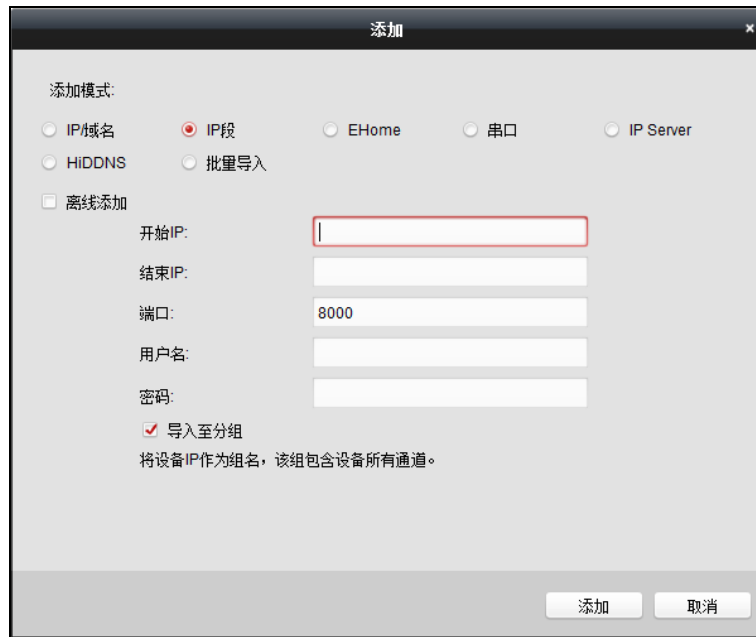 添加
×
添加模式:
IP/域名 IP段 EHome 串口 IP Server
HiDDNS 批量导入
离线添加
开始IP:
结束IP:
端口: 8000
用户名:
密码:
导入至分组
将设备IP作为组名，该组包含设备所有通道。
添加 取消